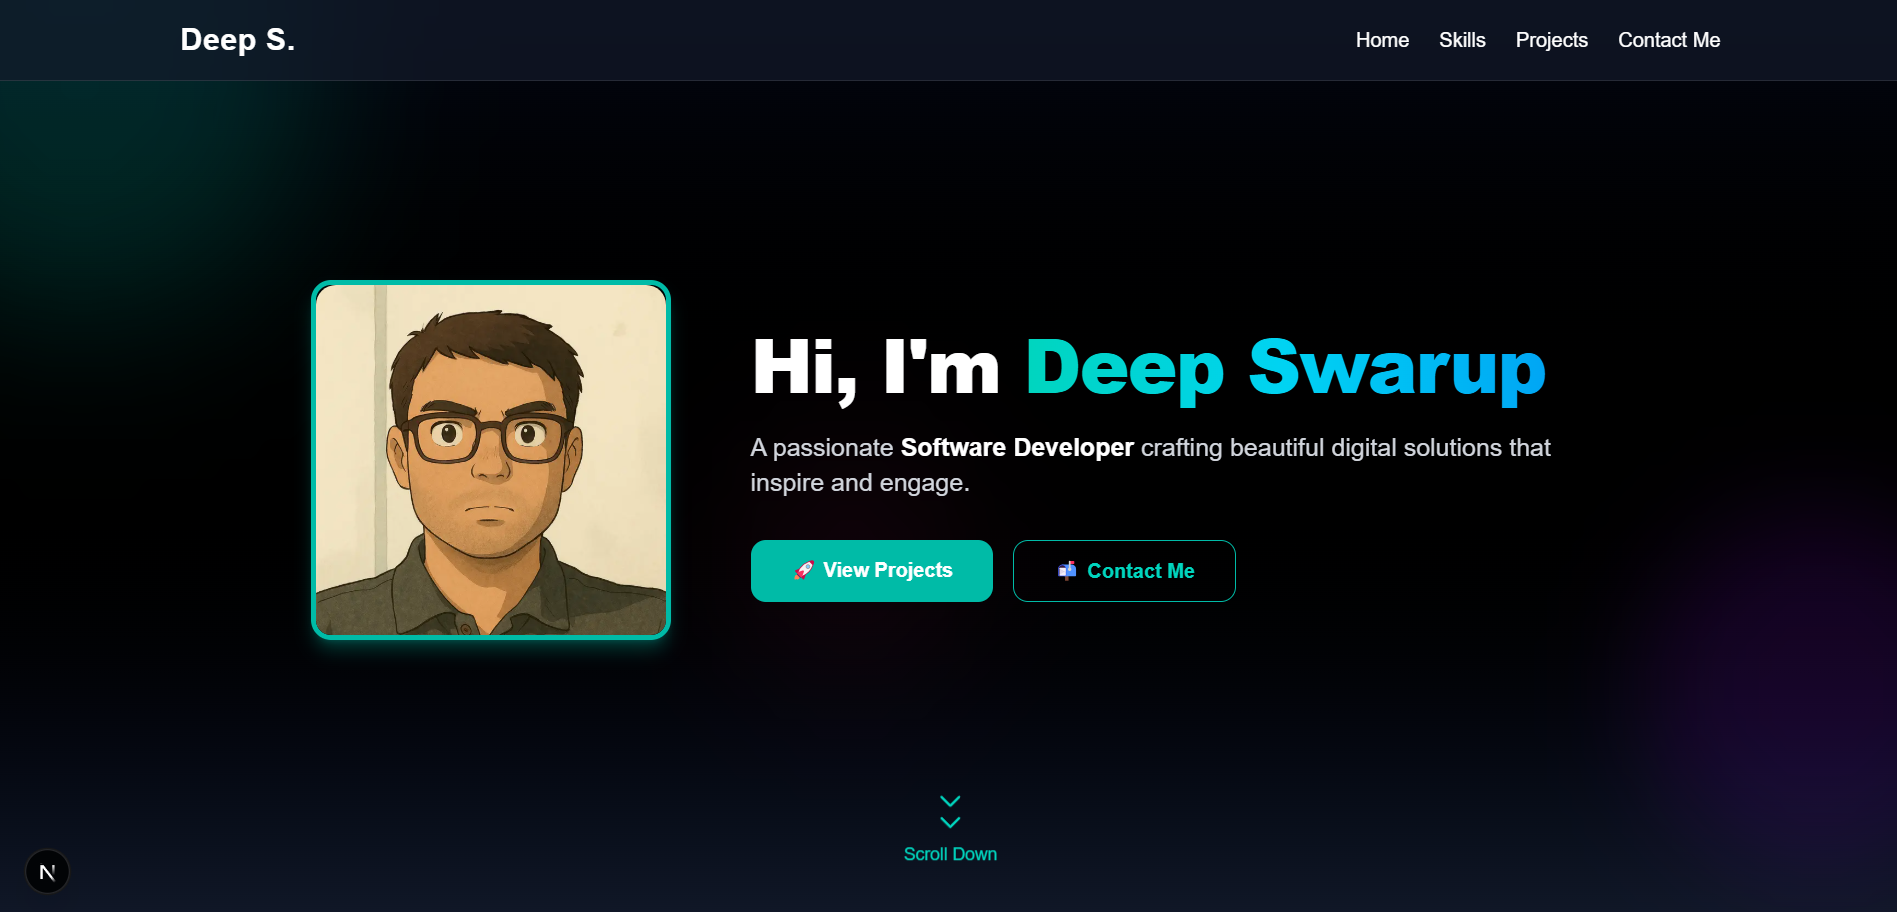 Deep S.
Home Skills Projects Contact Me
Hi, I'm Deep Swarup
A passionate Software Developer crafting beautiful digital solutions that
inspire and engage.
🚀 View Projects
📬 Contact Me
Scroll Down
N